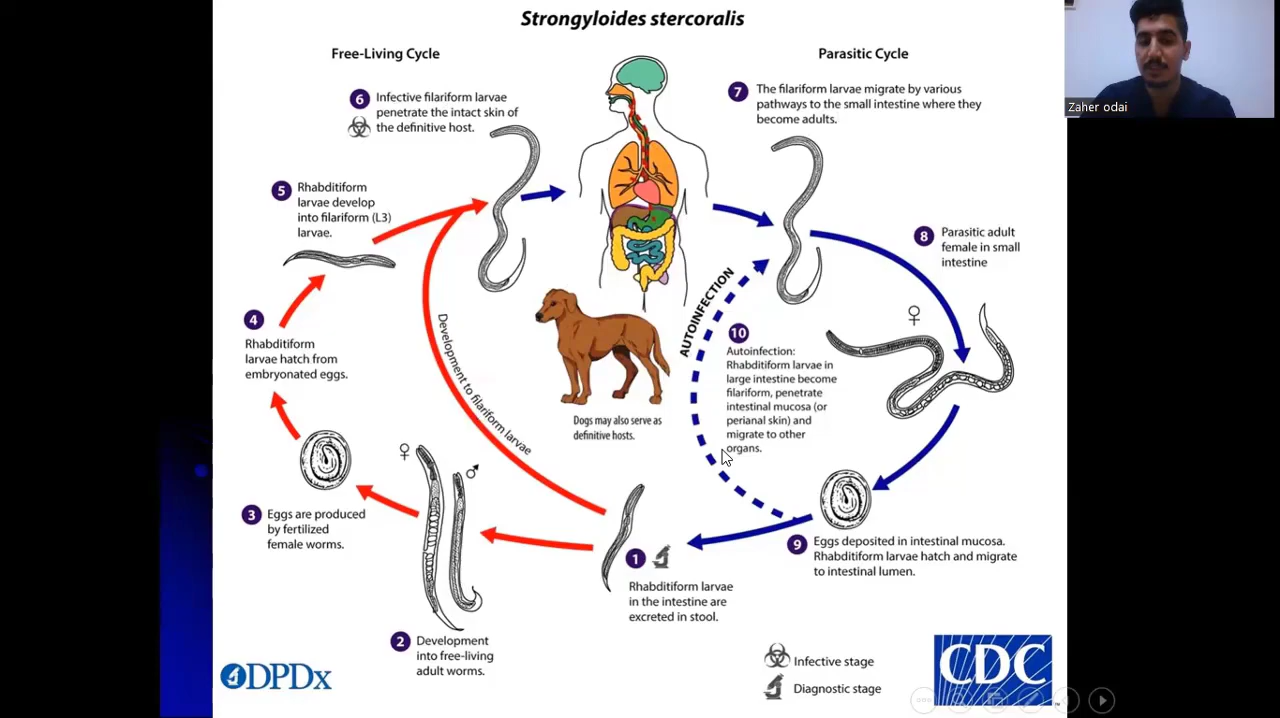 Strongyloides stercoralis
Free-Living Cycle
Parasitic Cycle
6
Infective filariform larvae
penetrate the intact skin of
the definitive host.
7
The filariform larvae migrate by various
pathways to the small intestine where they
become adults.
Zaher odai
5
Rhabditiform
larvae develop
into filariform (L3)
larvae.
8
Parasitic adult
female in small
intestine
4
Rhabditiform
larvae hatch from
embryonated eggs.
Development to filariform larvae
AUTOINFECTION
10
Autoinfection:
Rhabditiform larvae in
large intestine become
filariform, penetrate
intestinal mucosa (or
perianal skin) and
migrate to other
organs.
Dogs may also serve as
definitive hosts.
♀
♀
♂
3
Eggs are produced
by fertilized
female worms.
9
Eggs deposited in intestinal mucosa.
Rhabditiform larvae hatch and migrate
to intestinal lumen.
1
Rhabditiform larvae
in the intestine are
excreted in stool.
2
Development
into free-living
adult worms.
Infective stage
Diagnostic stage
DPDx
CDC
TM